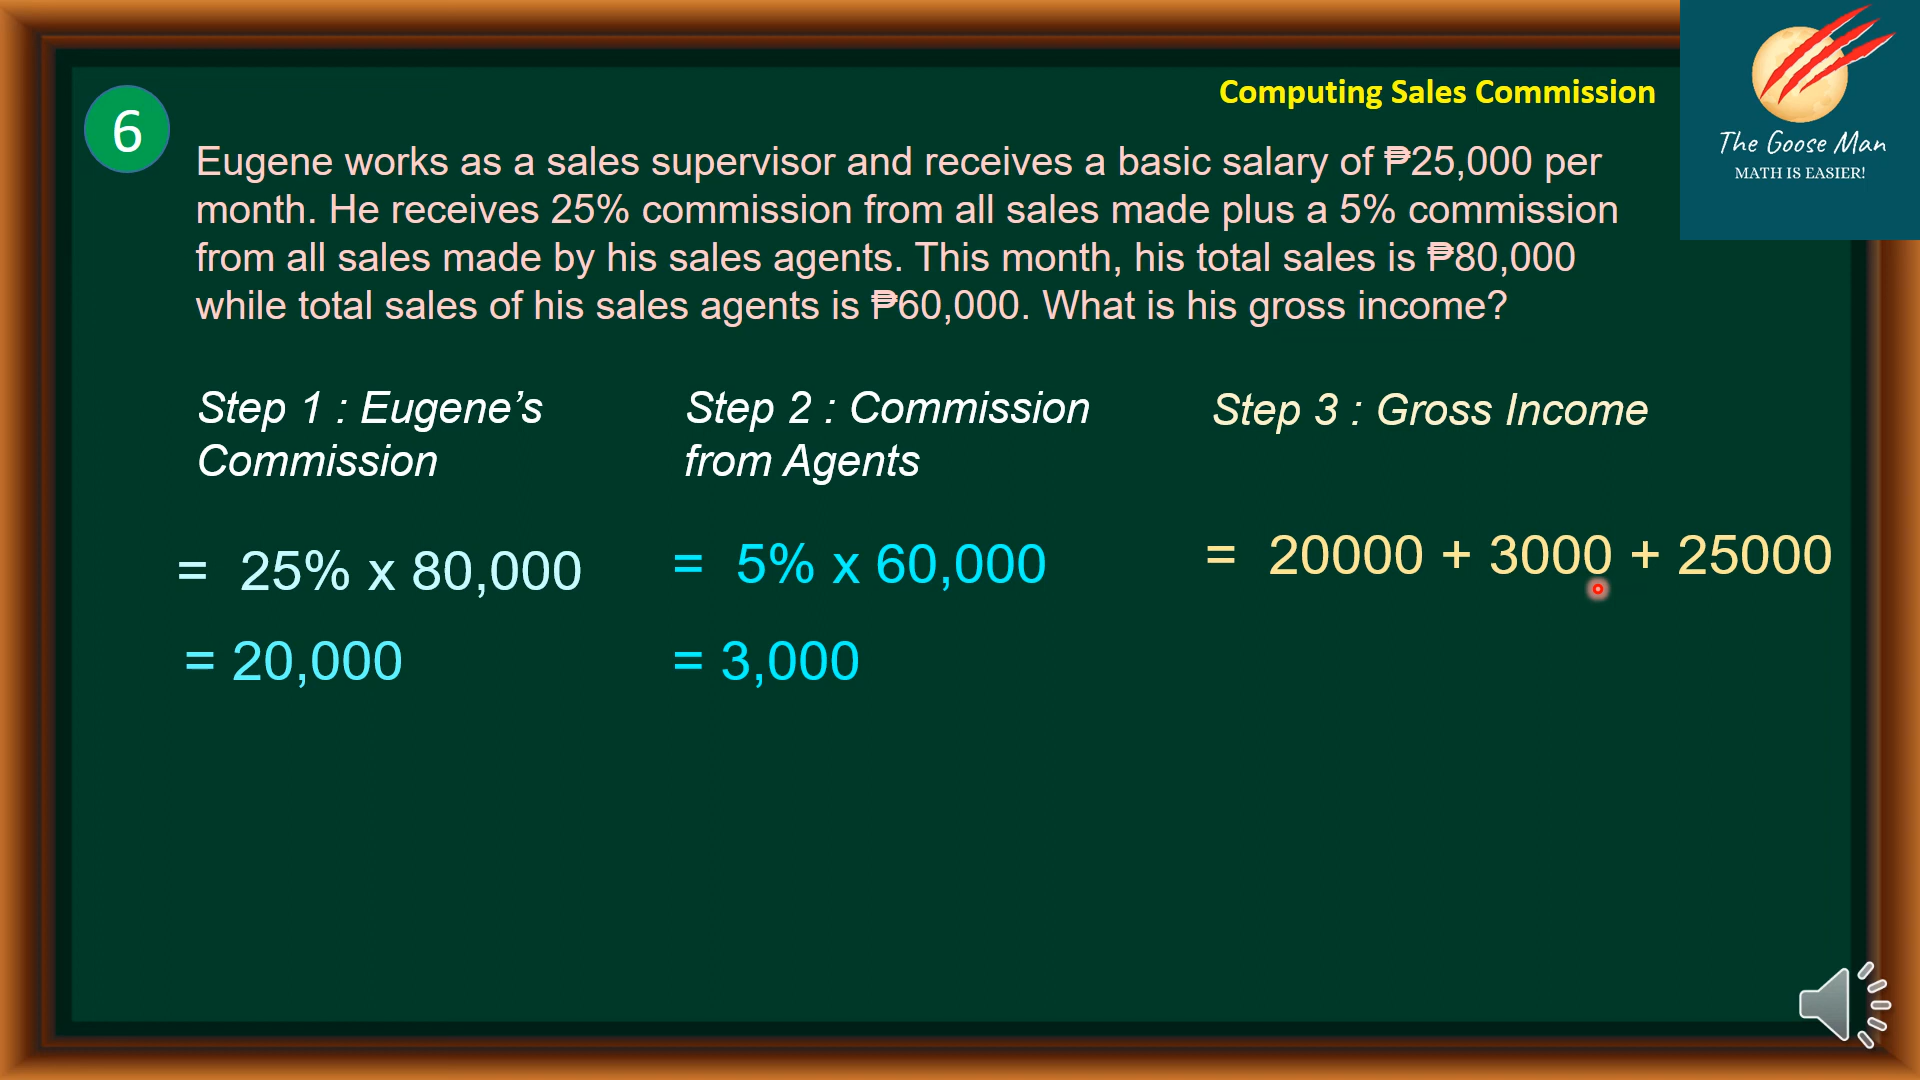 Computing Sales Commission
The Goose Man
MATH IS EASIER!
6
Eugene works as a sales supervisor and receives a basic salary of ₱25,000 per
month. He receives 25% commission from all sales made plus a 5% commission
from all sales made by his sales agents. This month, his total sales is ₱80,000
while total sales of his sales agents is ₱60,000. What is his gross income?
Step 1 : Eugene’s
Commission
= 25% x 80,000
= 20,000
Step 2 : Commission
from Agents
= 5% x 60,000
= 3,000
Step 3 : Gross Income
= 20000 + 3000 + 25000